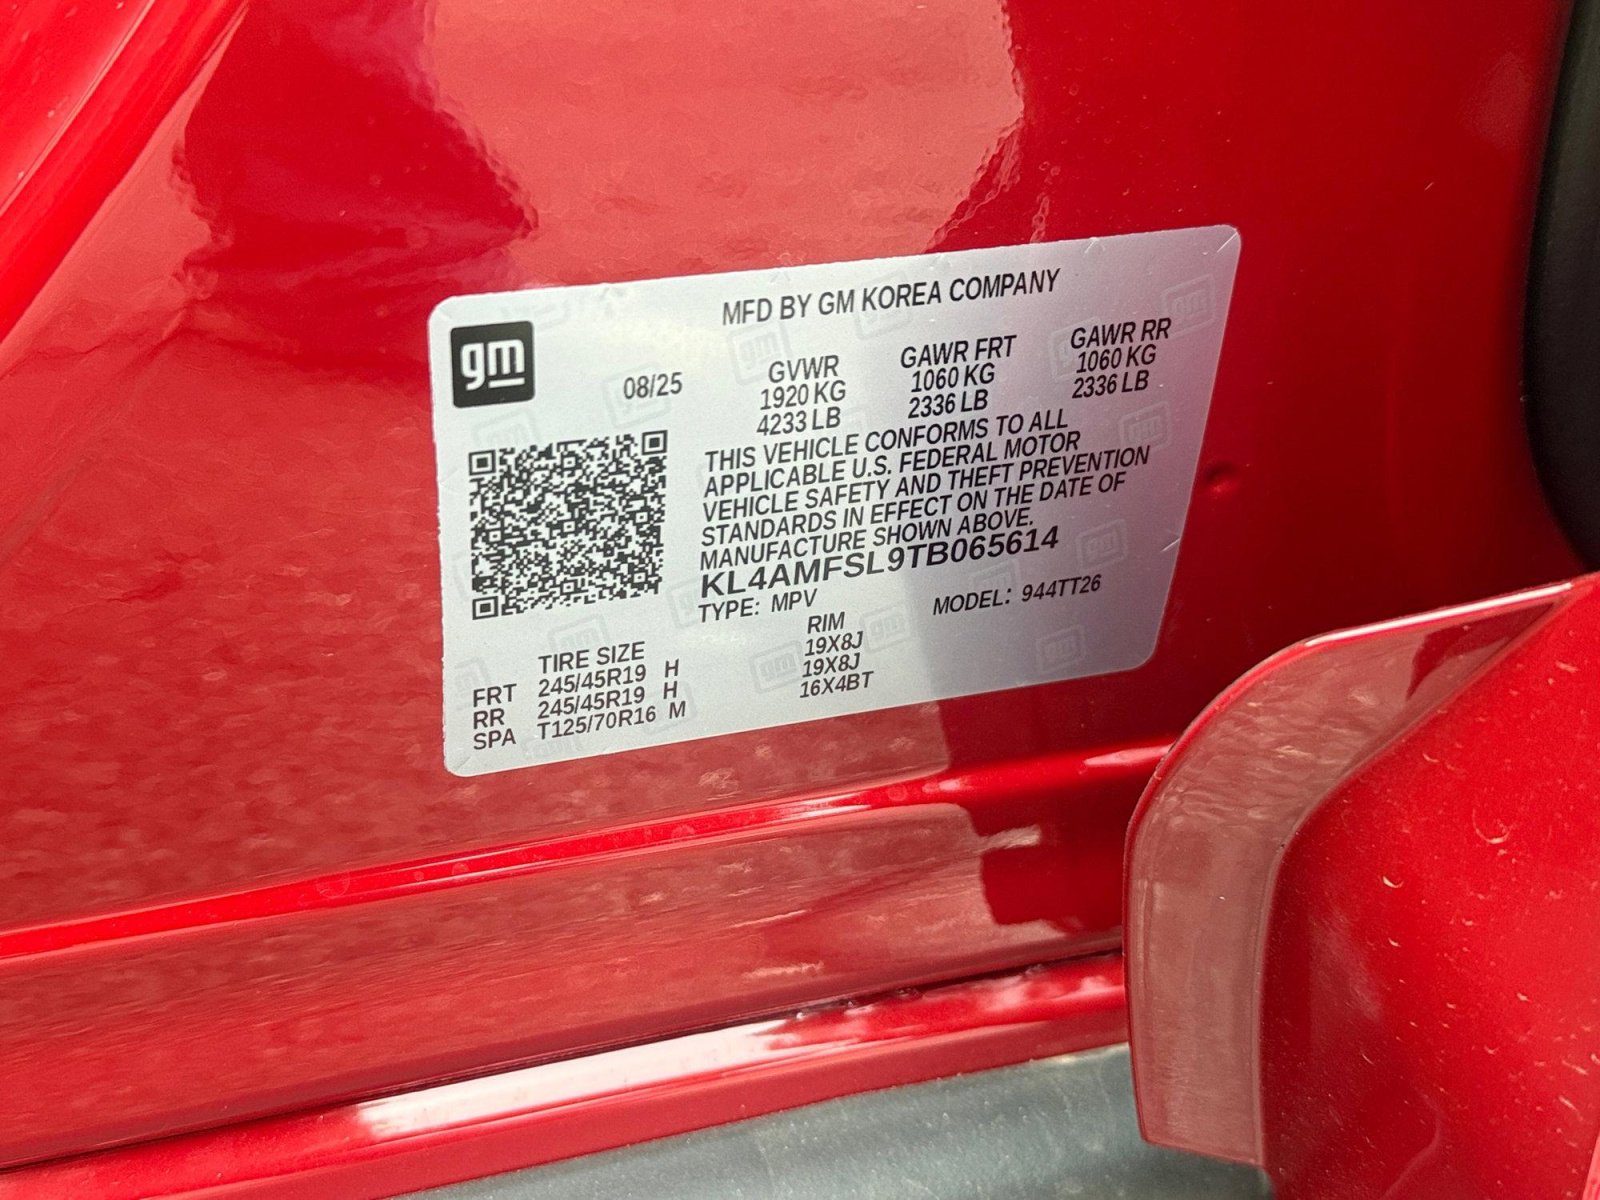 MFD BY GM KOREA COMPANY
gm
08/25
GVWR GAWR FRT GAWR RR
1920 KG 1060 KG 1060 KG
4233 LB 2336 LB 2336 LB
THIS VEHICLE CONFORMS TO ALL
APPLICABLE U.S. FEDERAL MOTOR
VEHICLE SAFETY AND THEFT PREVENTION
STANDARDS IN EFFECT ON THE DATE OF
MANUFACTURE SHOWN ABOVE.
KL4AMFSL9TB065614
TYPE: MPV MODEL: 944TT26
TIRE SIZE RIM
FRT 245/45R19 H 19X8J
RR 245/45R19 H 19X8J
SPA T125/70R16 M 16X4BT